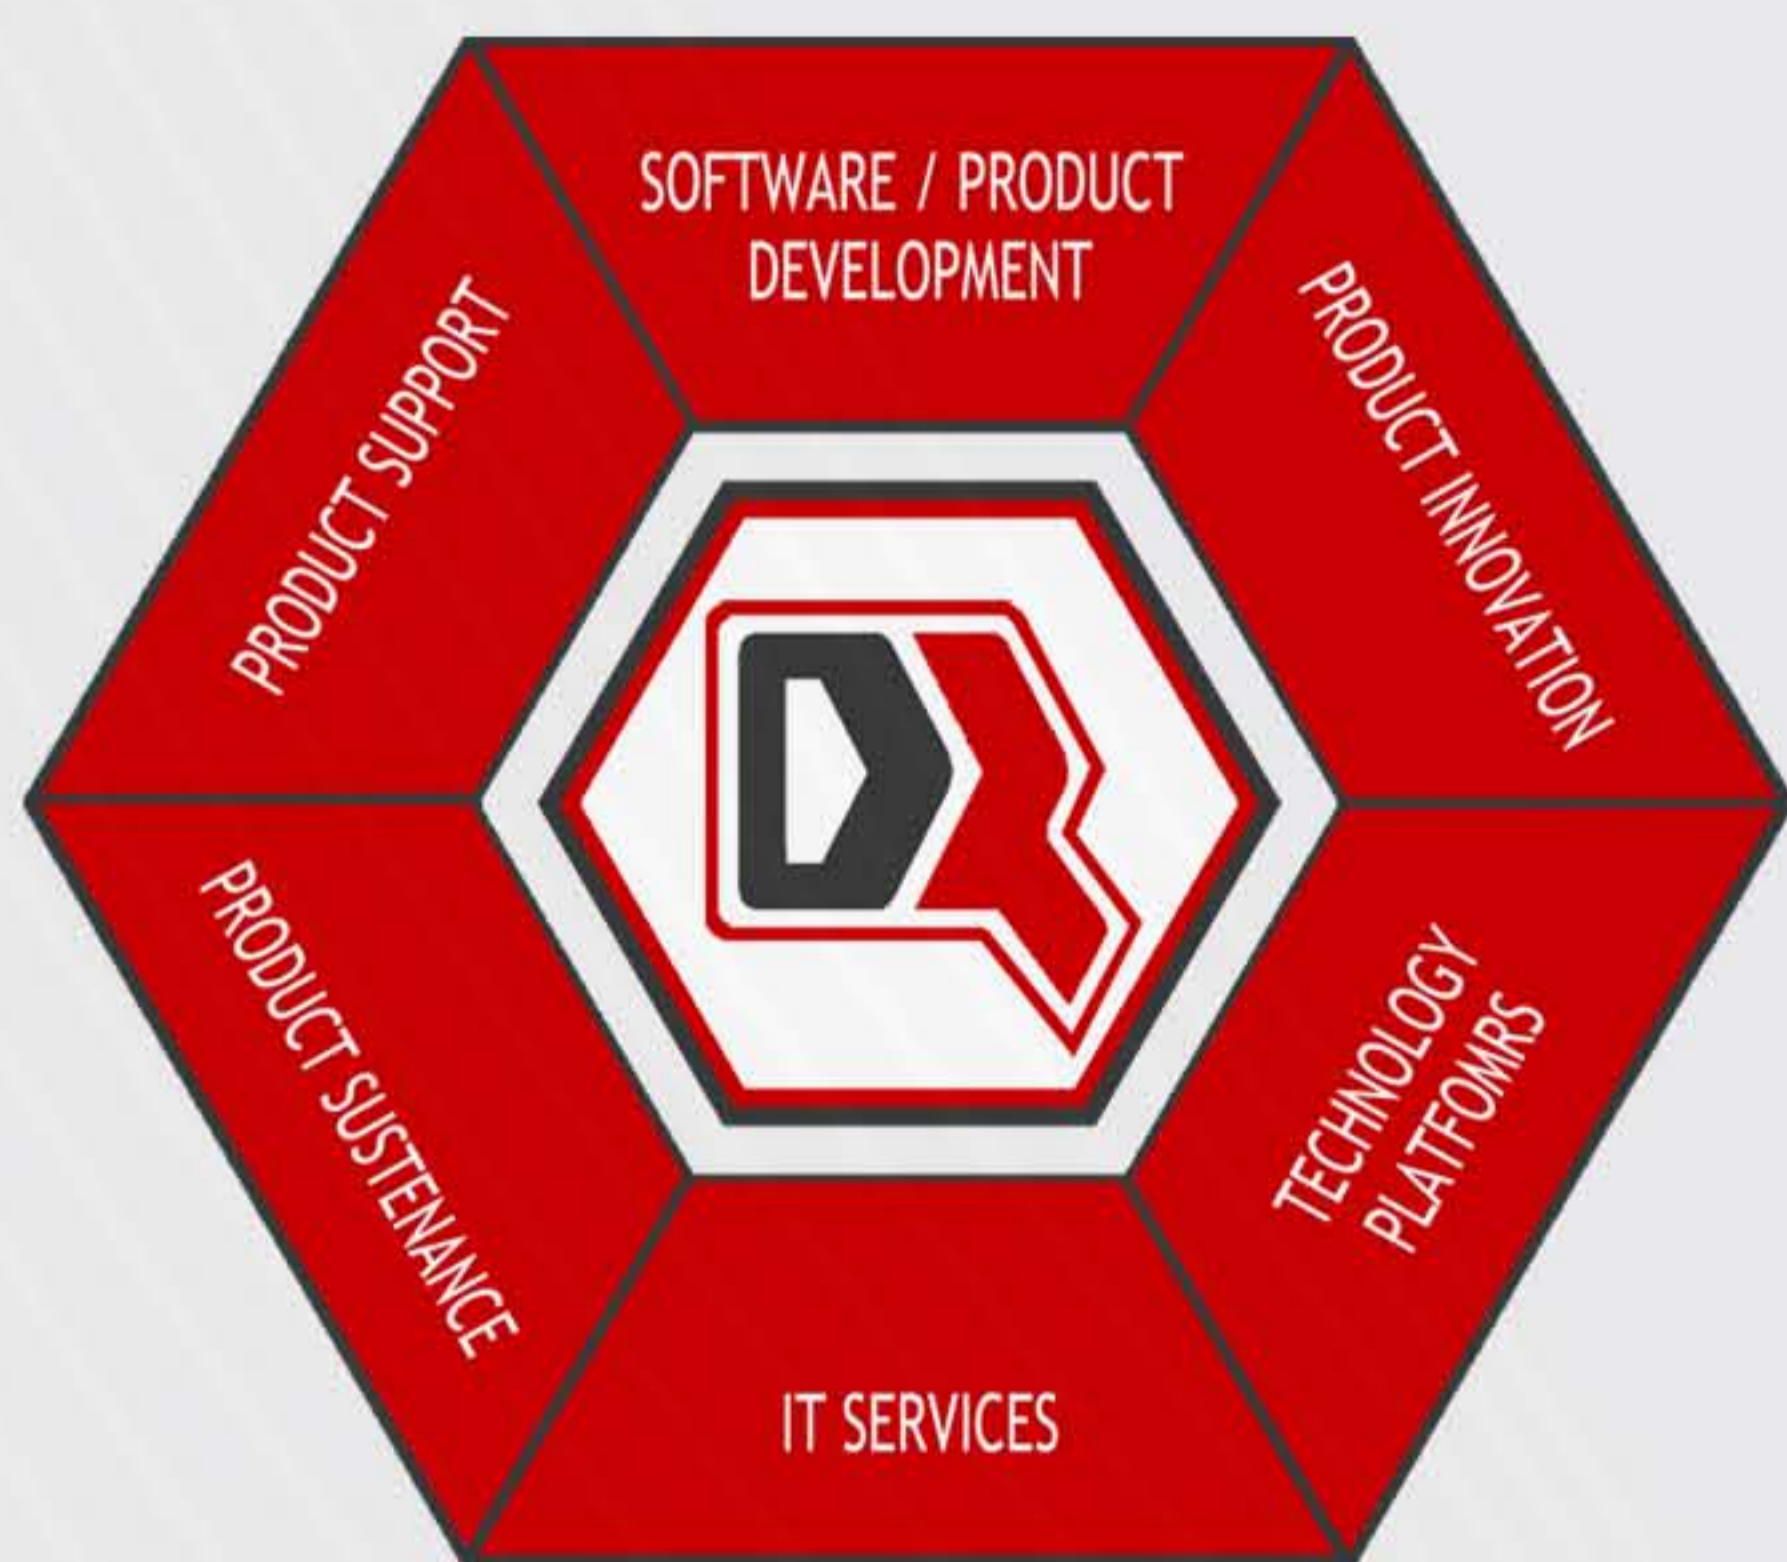 SOFTWARE / PRODUCT
DEVELOPMENT
PRODUCT INNOVATION
TECHNOLOGY
PLATFOMRS
IT SERVICES
PRODUCT SUSTENANCE
PRODUCT SUPPORT